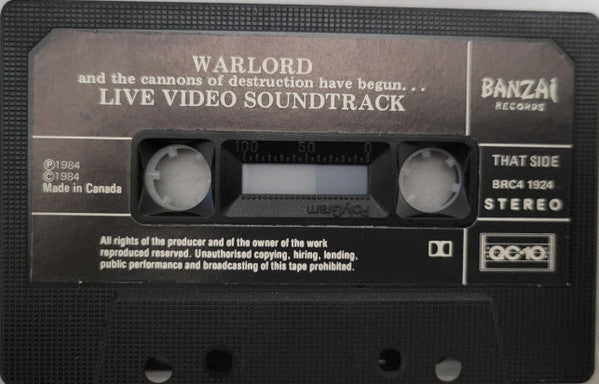 WARLORD
and the cannons of destruction have begun...
LIVE VIDEO SOUNDTRACK
BANZAI
RECORDS
℗1984
©1984
Made in Canada
100 50 0
PolyGram
THAT SIDE
BRC4 1924
STEREO
QC-10
All rights of the producer and of the owner of the work
reproduced reserved. Unauthorised copying, hiring, lending,
public performance and broadcasting of this tape prohibited.